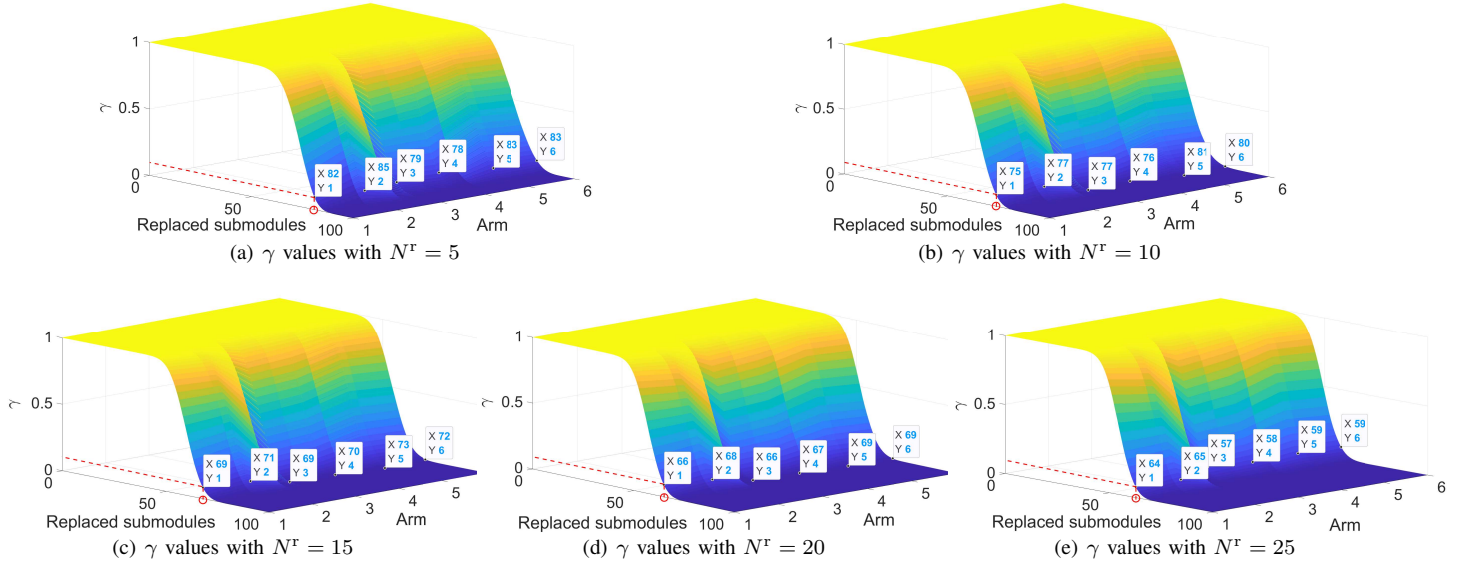 1
0.5
γ
0
0
50
100
Replaced submodules
X 82
Y 1
X 85
Y 2
X 79
Y 3
X 78
Y 4
X 83
Y 5
X 83
Y 6
1
2
3
4
5
6
Arm
(a) γ values with Nʳ = 5
1
0.5
γ
0
0
50
100
Replaced submodules
X 75
Y 1
X 77
Y 2
X 77
Y 3
X 76
Y 4
X 81
Y 5
X 80
Y 6
1
2
3
4
5
6
Arm
(b) γ values with Nʳ = 10
1
0.5
γ
0
0
50
100
Replaced submodules
X 69
Y 1
X 71
Y 2
X 69
Y 3
X 70
Y 4
X 73
Y 5
X 72
Y 6
1
2
3
4
5
Arm
(c) γ values with Nʳ = 15
1
0.5
γ
0
0
50
100
Replaced submodules
X 66
Y 1
X 68
Y 2
X 66
Y 3
X 67
Y 4
X 69
Y 5
X 69
Y 6
1
2
3
4
5
Arm
(d) γ values with Nʳ = 20
1
0.5
γ
0
0
50
100
Replaced submodules
X 64
Y 1
X 65
Y 2
X 57
Y 3
X 58
Y 4
X 59
Y 5
X 59
Y 6
1
2
3
4
5
6
Arm
(e) γ values with Nʳ = 25